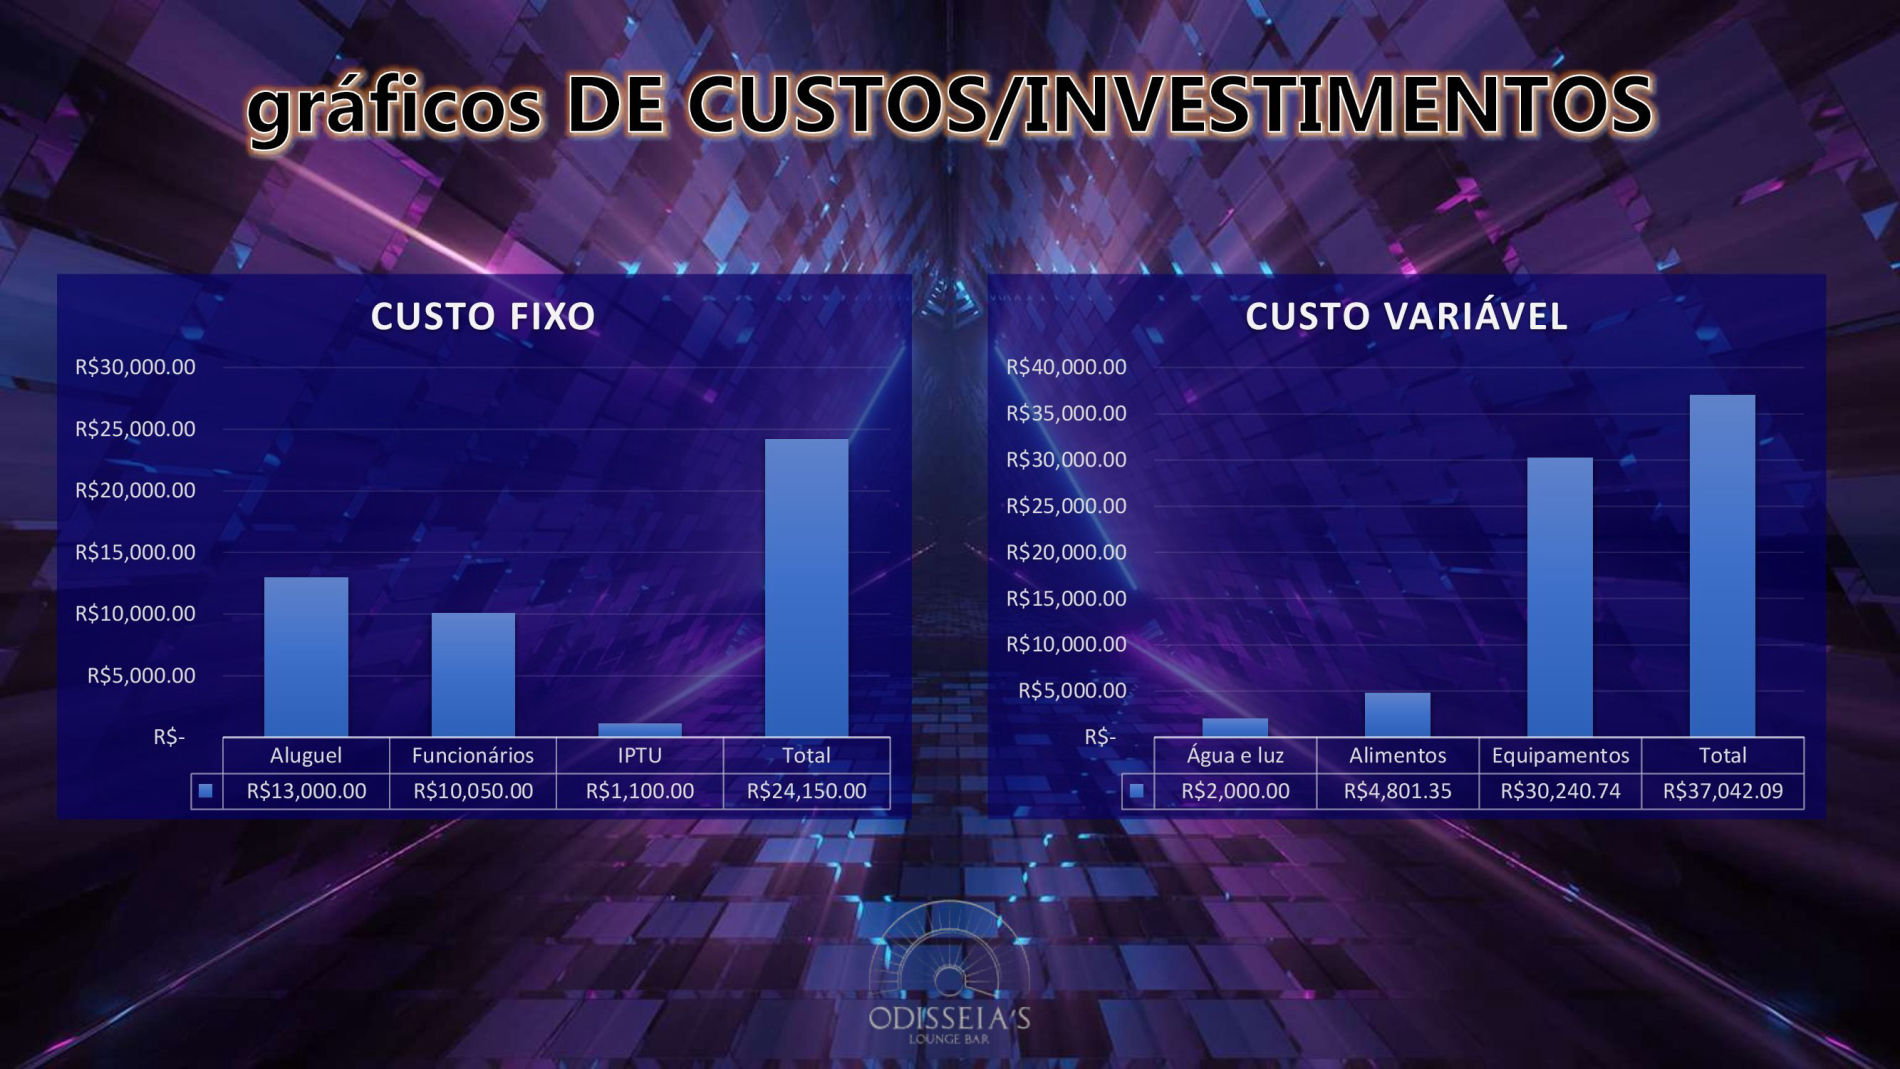 gráficos DE CUSTOS/INVESTIMENTOS
CUSTO FIXO
R$30,000.00
R$25,000.00
R$20,000.00
R$15,000.00
R$10,000.00
R$5,000.00
R$-
Aluguel Funcionários IPTU Total
R$13,000.00 R$10,050.00 R$1,100.00 R$24,150.00
CUSTO VARIÁVEL
R$40,000.00
R$35,000.00
R$30,000.00
R$25,000.00
R$20,000.00
R$15,000.00
R$10,000.00
R$5,000.00
R$-
Água e luz Alimentos Equipamentos Total
R$2,000.00 R$4,801.35 R$30,240.74 R$37,042.09
ODISSEIA'S
LOUNGE BAR